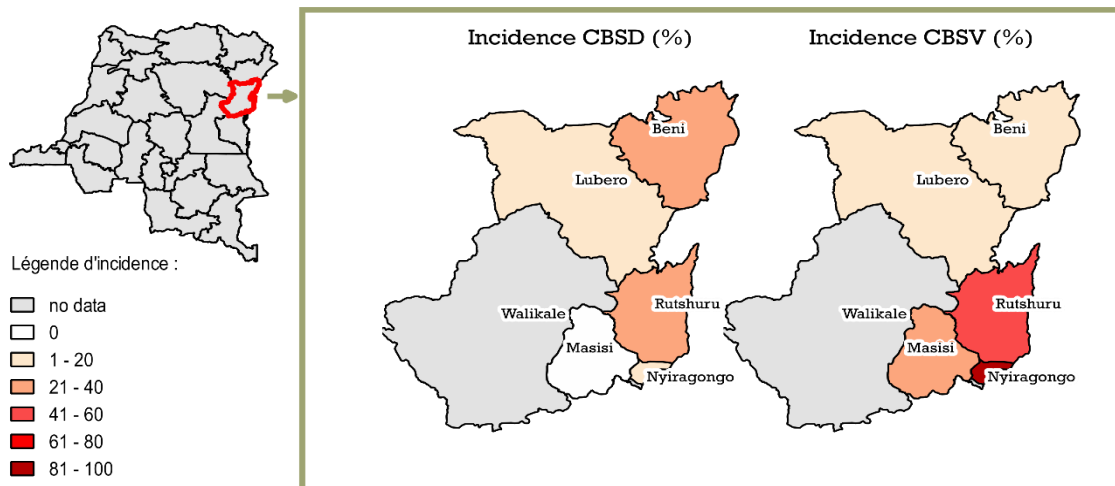 Légende d'incidence :
no data
0
1 - 20
21 - 40
41 - 60
61 - 80
81 - 100
Incidence CBSD (%)
Beni
Lubero
Rutshuru
Walikale
Masisi
Nyiragongo
Incidence CBSV (%)
Beni
Lubero
Rutshuru
Walikale
Masisi
Nyiragongo